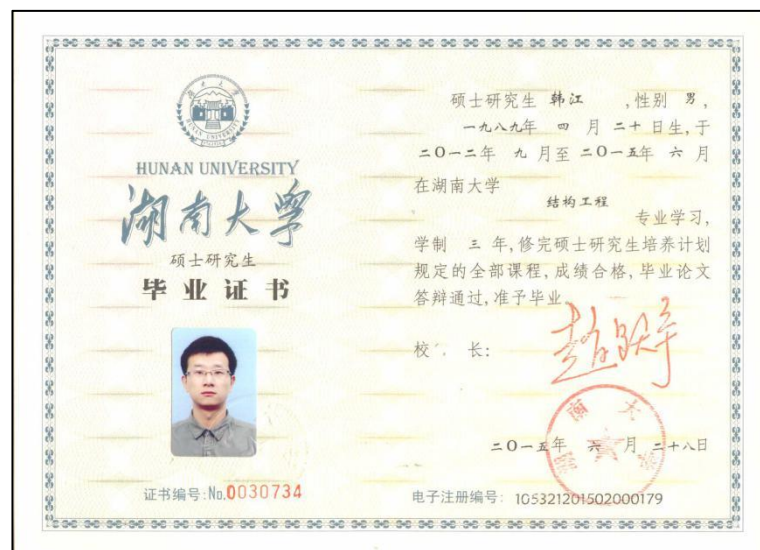 HUNAN UNIVERSITY
湖南大学
硕士研究生
毕业证书
证书编号:No.0030734
硕士研究生 韩江 ,性别 男,
一九八九年 四 月 二十 日生,于
二〇一二年 九 月至 二〇一五年 六 月
在湖南大学
结构工程
专业学习,
学制 三 年,修完硕士研究生培养计划
规定的全部课程,成绩合格,毕业论文
答辩通过,准予毕业
校 长:
二〇一五年 六 月 二十八日
电子注册编号: 105321201502000179